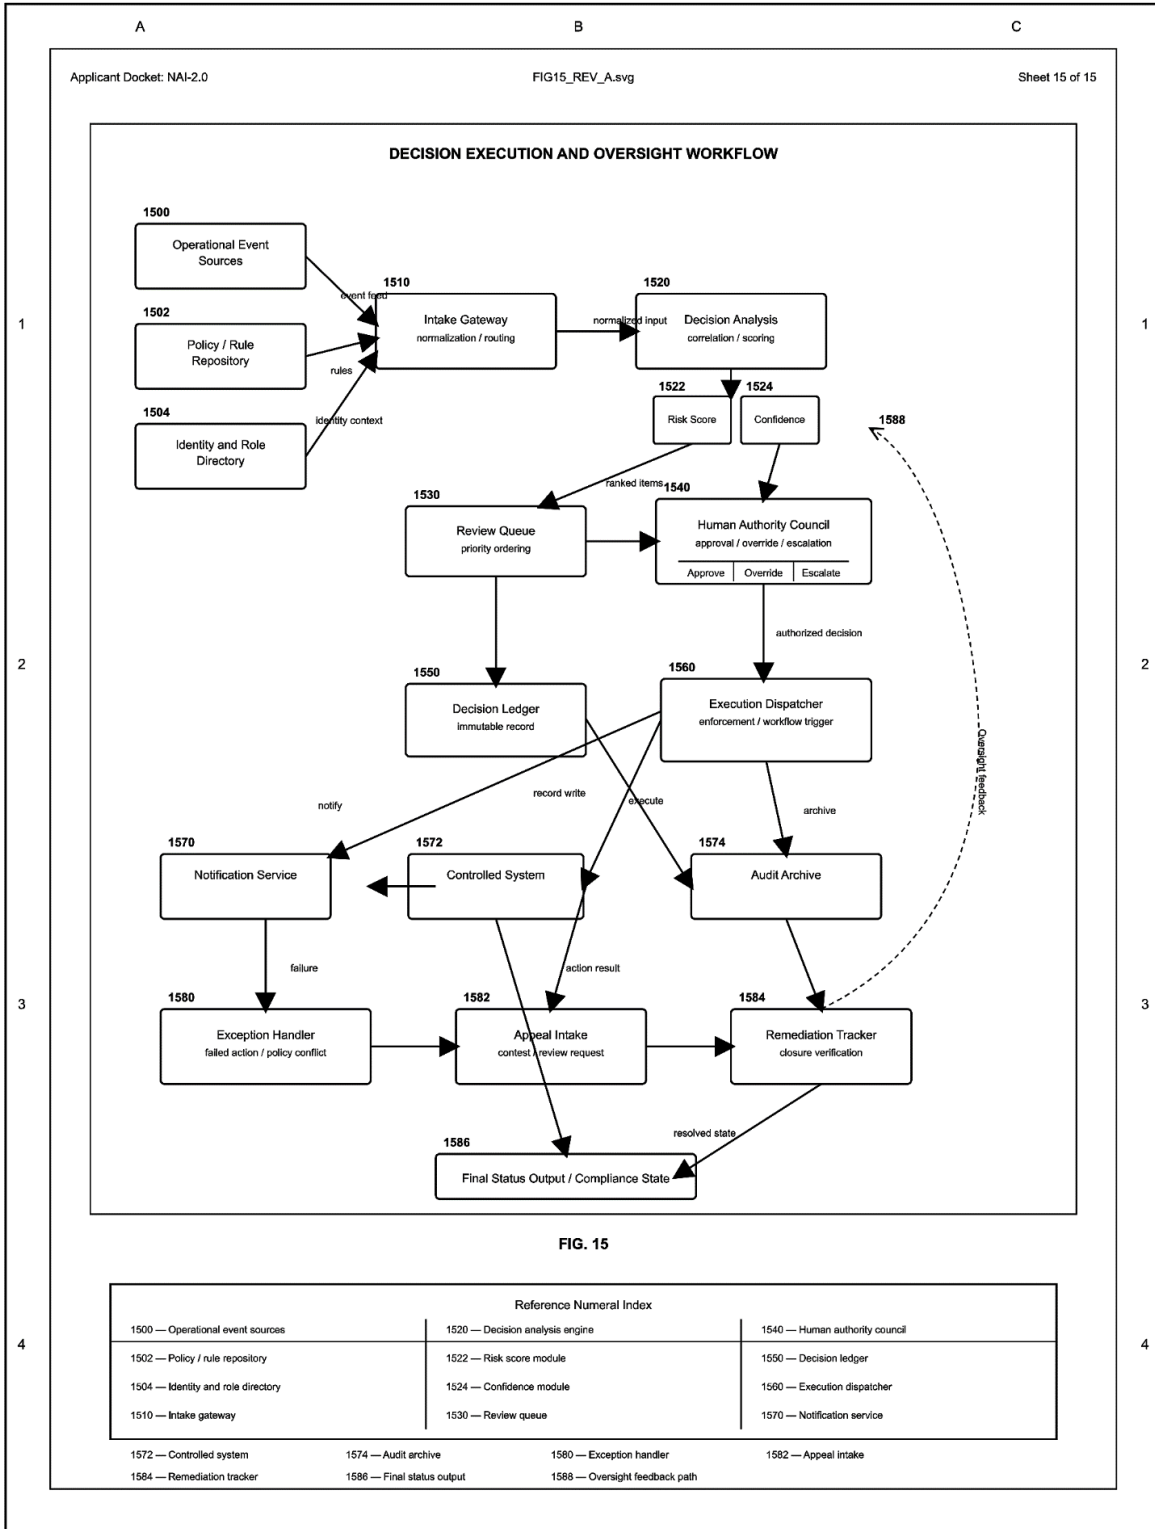 A B C
Applicant Docket: NAI-2.0 FIG15_REV_A.svg Sheet 15 of 15
DECISION EXECUTION AND OVERSIGHT WORKFLOW
1500
Operational Event
Sources
event feed
1502
Policy / Rule
Repository
rules
1504
Identity and Role
Directory
identity context
1510
Intake Gateway
normalization / routing
normalized input
1520
Decision Analysis
correlation / scoring
1 1
1522
Risk Score
1524
Confidence
1588
ranked items
1530
Review Queue
priority ordering
1540
Human Authority Council
approval / override / escalation
Approve Override Escalate
authorized decision
2 2
1550
Decision Ledger
immutable record
1560
Execution Dispatcher
enforcement / workflow trigger
Oversight feedback
notify
record write
execute
archive
1570
Notification Service
1572
Controlled System
1574
Audit Archive
failure
action result
3 3
1580
Exception Handler
failed action / policy conflict
1582
Appeal Intake
contest / review request
1584
Remediation Tracker
closure verification
resolved state
1586
Final Status Output / Compliance State
FIG. 15
Reference Numeral Index
1500 — Operational event sources 1520 — Decision analysis engine 1540 — Human authority council
4 4
1502 — Policy / rule repository 1522 — Risk score module 1550 — Decision ledger
1504 — Identity and role directory 1524 — Confidence module 1560 — Execution dispatcher
1510 — Intake gateway 1530 — Review queue 1570 — Notification service
1572 — Controlled system 1574 — Audit archive 1580 — Exception handler 1582 — Appeal intake
1584 — Remediation tracker 1586 — Final status output 1588 — Oversight feedback path